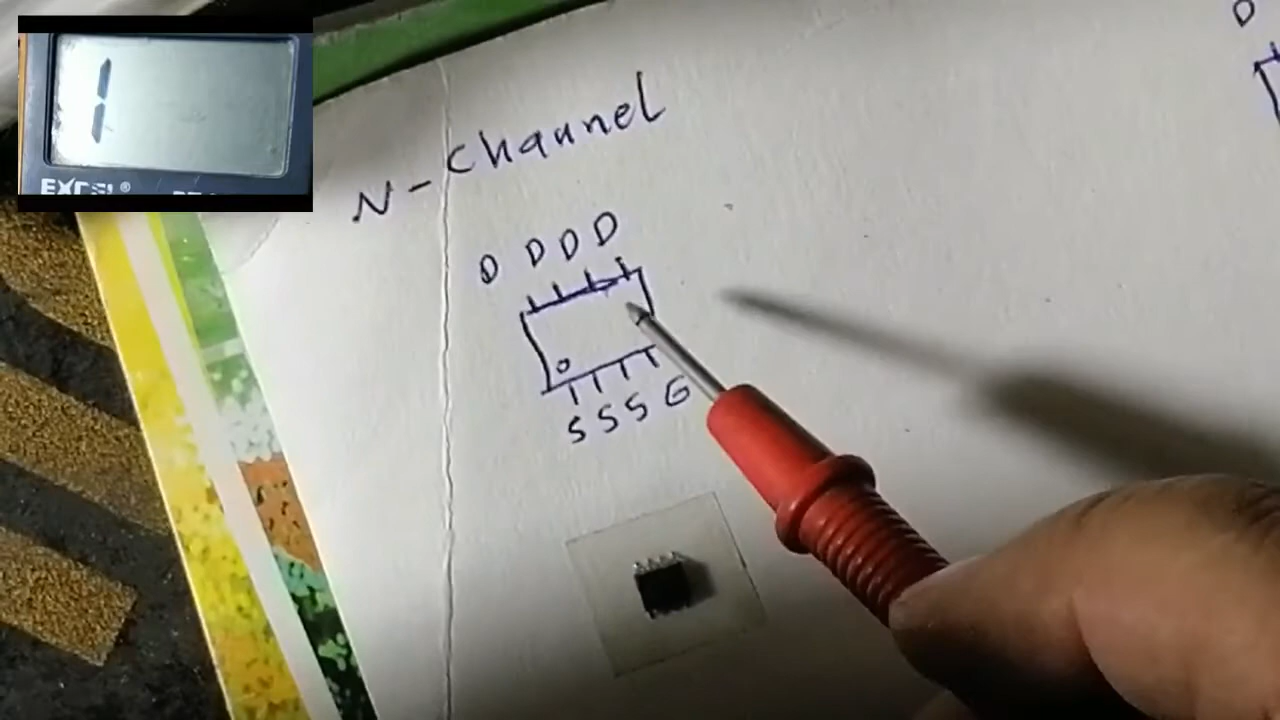 1
EXCEL®
N-Channel
D D D D
S S S G
D